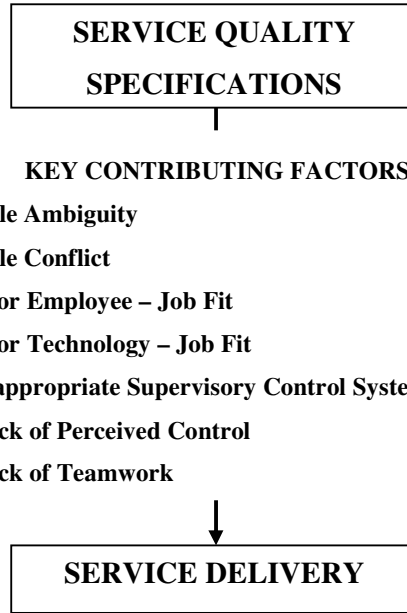 SERVICE QUALITY
SPECIFICATIONS
KEY CONTRIBUTING FACTORS
le Ambiguity
le Conflict
or Employee – Job Fit
or Technology – Job Fit
appropriate Supervisory Control Syste
ck of Perceived Control
ck of Teamwork
SERVICE DELIVERY